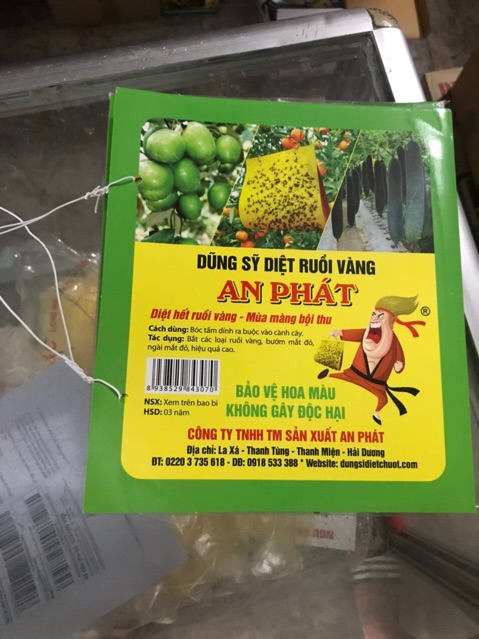 DŨNG SỸ DIỆT RUỒI VÀNG
AN PHÁT
®
Diệt hết ruồi vàng - Mùa màng bội thu
Cách dùng: Bóc tấm dính ra buộc vào cành cây.
Tác dụng: Bắt các loại ruồi vàng, bướm mắt đỏ,
ngài mắt đỏ, hiệu quả cao.
8 938529 643070
NSX: Xem trên bao bì
HSD: 03 năm
BẢO VỆ HOA MÀU
KHÔNG GÂY ĐỘC HẠI
CÔNG TY TNHH TM SẢN XUẤT AN PHÁT
Địa chỉ: La Xá - Thanh Tùng - Thanh Miện - Hải Dương
ĐT: 0220 3 735 618 - DĐ: 0918 533 388 * Website: dungsidietchuot.com